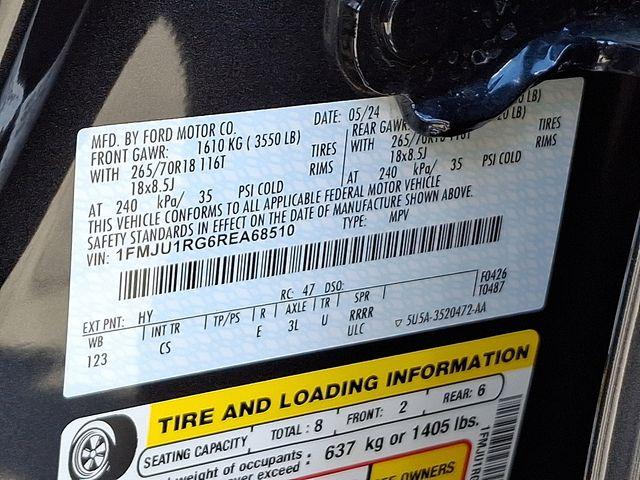 MFD. BY FORD MOTOR CO.
DATE: 05/24
FRONT GAWR: 1610 KG ( 3550 LB)
WITH 265/70R18 116T TIRES
18x8.5J RIMS
AT 240 kPa/ 35 PSI COLD
REAR GAWR
WITH 265/70R18 116T TIRES
18x8.5J RIMS
AT 240 kPa/ 35 PSI COLD
THIS VEHICLE CONFORMS TO ALL APPLICABLE FEDERAL MOTOR VEHICLE
SAFETY STANDARDS IN EFFECT ON THE DATE OF MANUFACTURE SHOWN ABOVE.
VIN: 1FMJU1RG6REA68510 TYPE: MPV
EXT PNT: HY RC: 47 DSO: F0426
T0487
WB INT TR TP/PS R AXLE TR SPR
123 CS E 3L U RRRR
ULC 5U5A-3520472-AA
TIRE AND LOADING INFORMATION
SEATING CAPACITY TOTAL : 8 FRONT: 2 REAR: 6
weight of occupants
exceed : 637 kg or 1405 lbs.
OWNERS